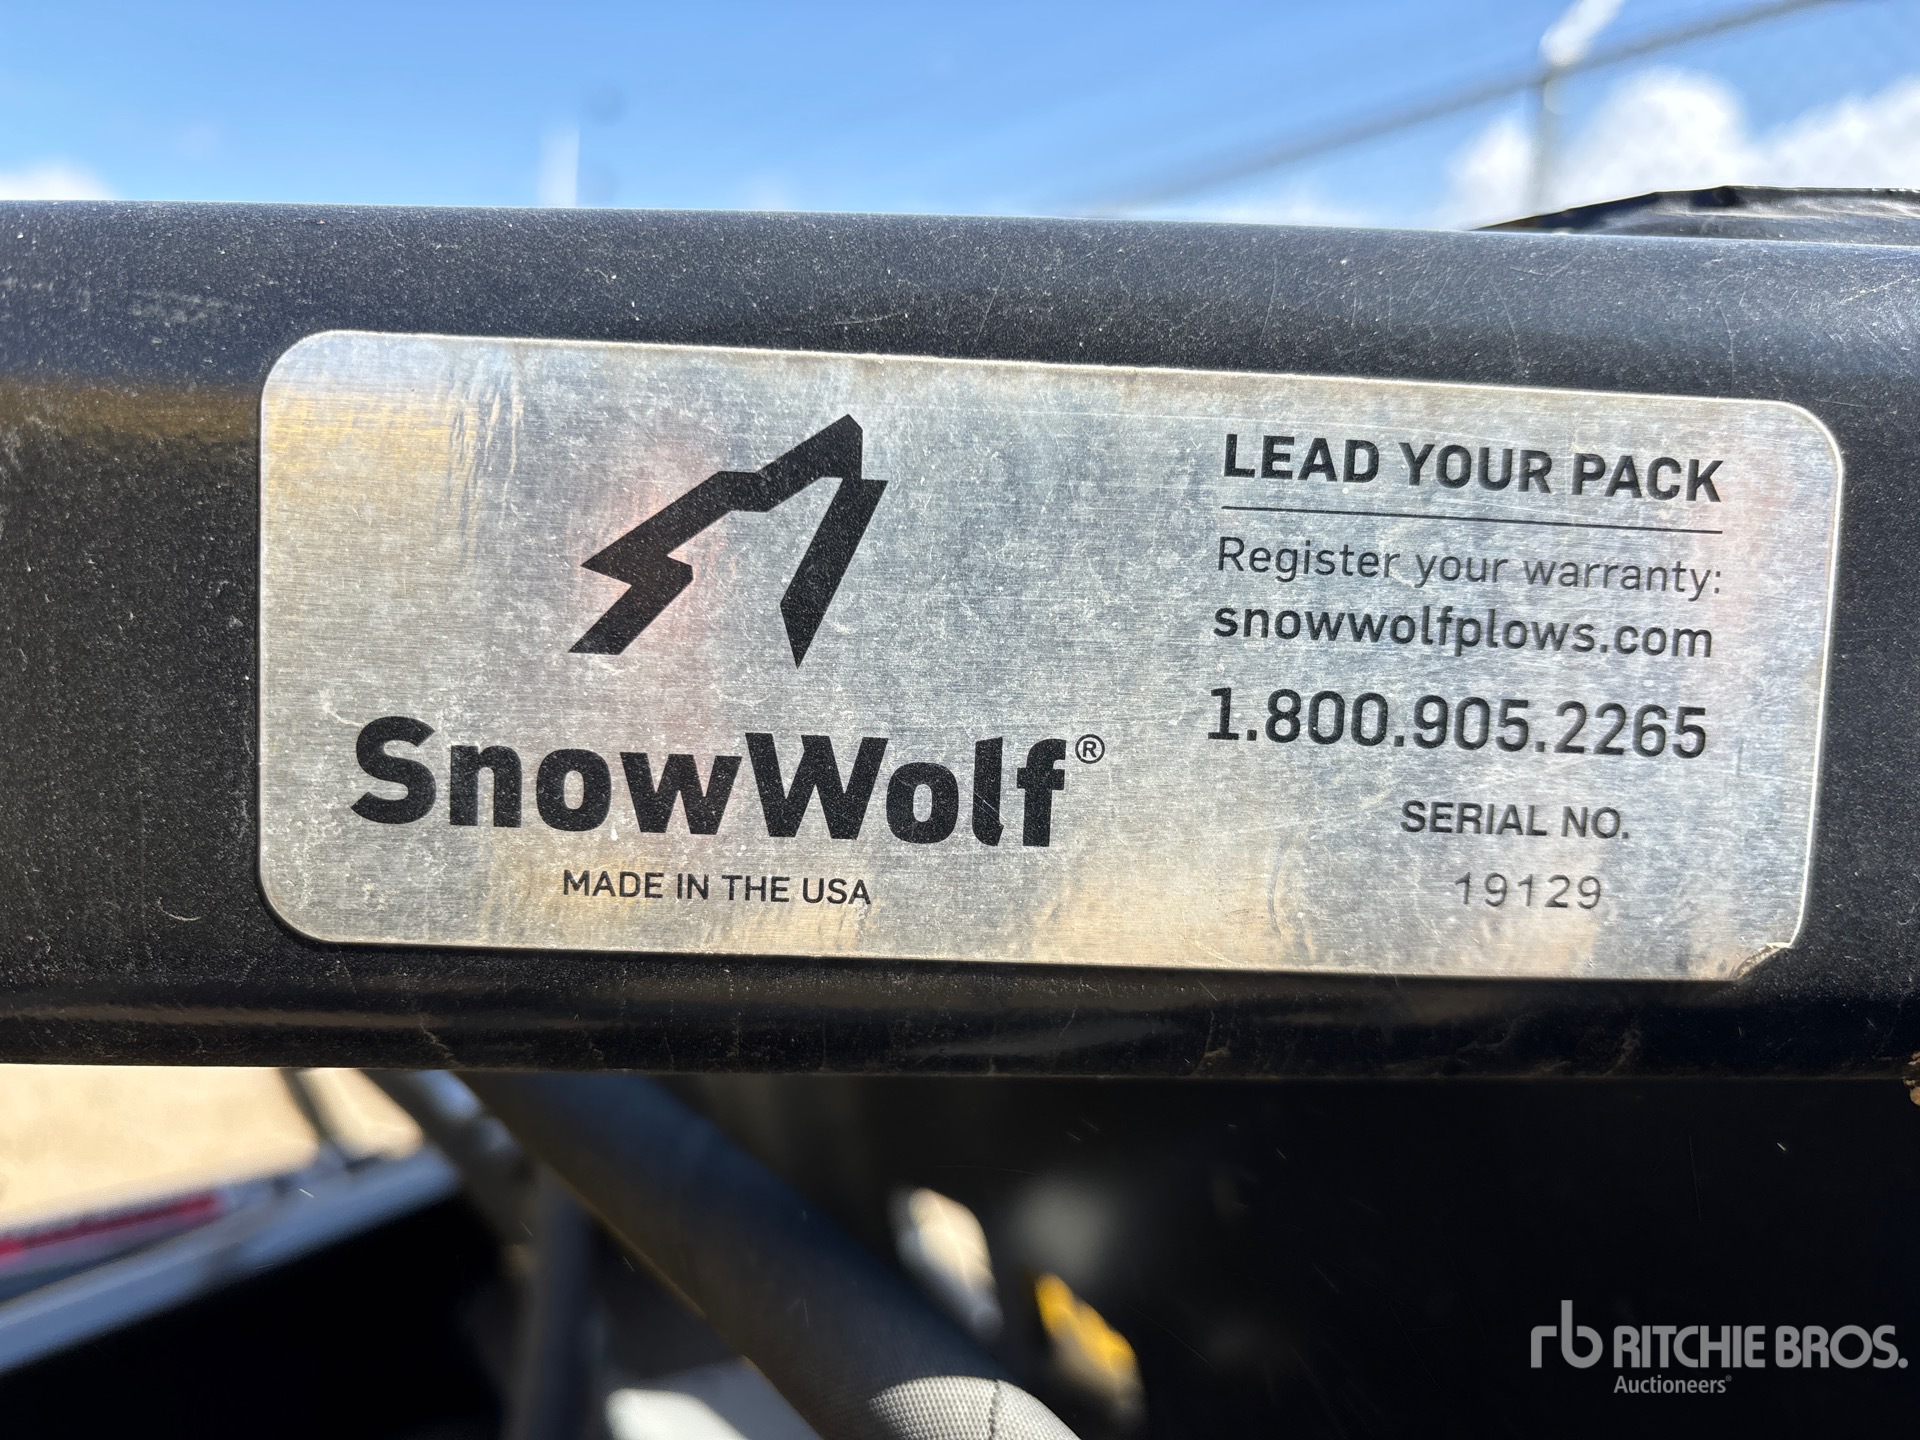 LEAD YOUR PACK
Register your warranty:
snowwolfplows.com
1.800.905.2265
SERIAL NO.
19129
SnowWolf®
MADE IN THE USA
rb RITCHIE BROS.
Auctioneers®